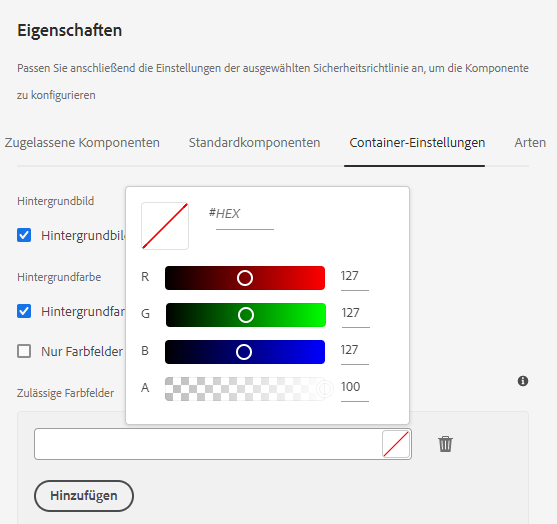 Eigenschaften
Passen Sie anschließend die Einstellungen der ausgewählten Sicherheitsrichtlinie an, um die Komponente
zu konfigurieren
Zugelassene Komponenten Standardkomponenten Container-Einstellungen Arten
Hintergrundbild
#HEX
Hintergrundbil
R 127
Hintergrundfarbe
G 127
Hintergrundfar
B 127
Nur Farbfelder
A 100
Zulässige Farbfelder
Hinzufügen